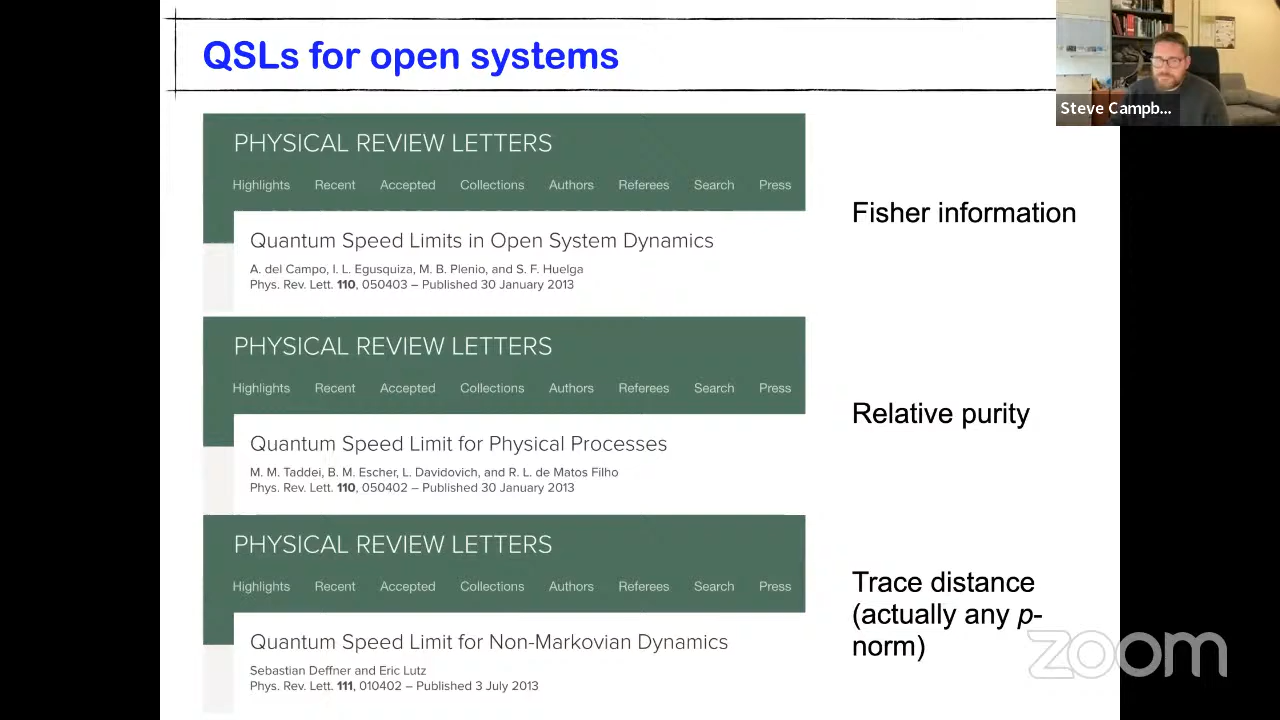 QSLs for open systems
Steve Campb...
PHYSICAL REVIEW LETTERS
Highlights Recent Accepted Collections Authors Referees Search Press
Quantum Speed Limits in Open System Dynamics
A. del Campo, I. L. Egusquiza, M. B. Plenio, and S. F. Huelga
Phys. Rev. Lett. 110, 050403 – Published 30 January 2013
Fisher information
PHYSICAL REVIEW LETTERS
Highlights Recent Accepted Collections Authors Referees Search Press
Quantum Speed Limit for Physical Processes
M. M. Taddei, B. M. Escher, L. Davidovich, and R. L. de Matos Filho
Phys. Rev. Lett. 110, 050402 – Published 30 January 2013
Relative purity
PHYSICAL REVIEW LETTERS
Highlights Recent Accepted Collections Authors Referees Search Press
Quantum Speed Limit for Non-Markovian Dynamics
Sebastian Deffner and Eric Lutz
Phys. Rev. Lett. 111, 010402 – Published 3 July 2013
Trace distance
(actually any p-
norm)
zoom